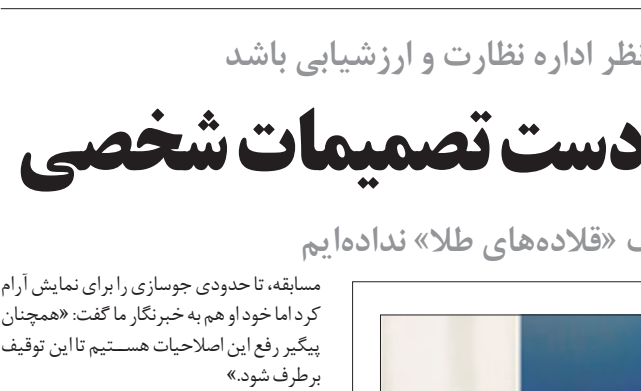 نظر اداره نظارت و ارزشیابی باشد
دست تصمیمات شخصی
«قلاده‌های طلا» نداده‌ایم
مسابقه، تا حدودی جوسازی را برای نمایش آرام
کرد اما خود او هم به خبرنگار ما گفت: «همچنان
پیگیر رفع این اصلاحیات هستیم تا این توقیف
برطرف شود.»